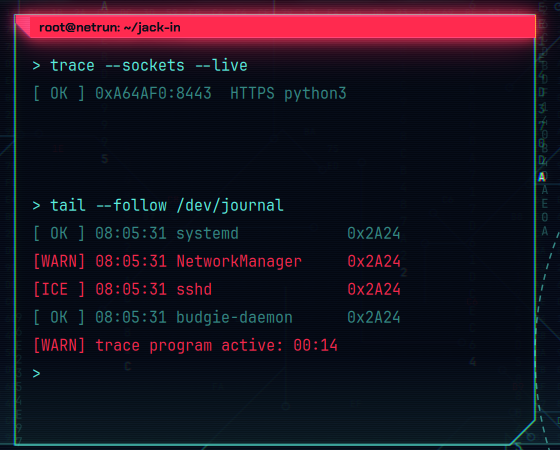 root@netrun: ~/jack-in
> trace --sockets --live
[ OK ] 0xA64AF0:8443 HTTPS python3
> tail --follow /dev/journal
[ OK ] 08:05:31 systemd 0x2A24
[WARN] 08:05:31 NetworkManager 0x2A24
[ICE ] 08:05:31 sshd 0x2A24
[ OK ] 08:05:31 budgie-daemon 0x2A24
[WARN] trace program active: 00:14
>